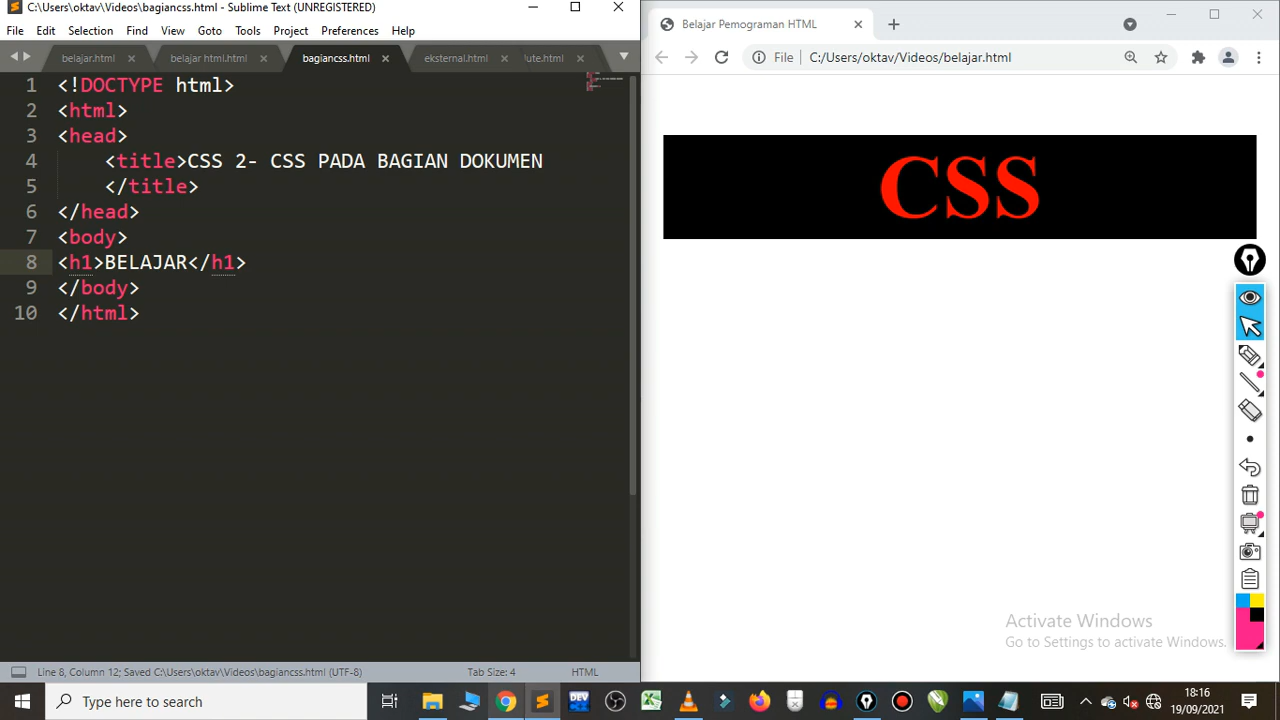 C:\Users\oktav\Videos\bagiancss.html - Sublime Text (UNREGISTERED)
File Edit Selection Find View Goto Tools Project Preferences Help
belajar.html belajar html.html bagiancss.html eksternal.html lute.html
1 <!DOCTYPE html>
2 <html>
3 <head>
4 <title>CSS 2- CSS PADA BAGIAN DOKUMEN
5 </title>
6 </head>
7 <body>
8 <h1>BELAJAR</h1>
9 </body>
10 </html>
Line 8, Column 12; Saved C:\Users\oktav\Videos\bagiancss.html (UTF-8) Tab Size: 4 HTML
Belajar Pemograman HTML
File C:/Users/oktav/Videos/belajar.html
CSS
Activate Windows
Go to Settings to activate Windows.
Type here to search
DEV
18:16
19/09/2021